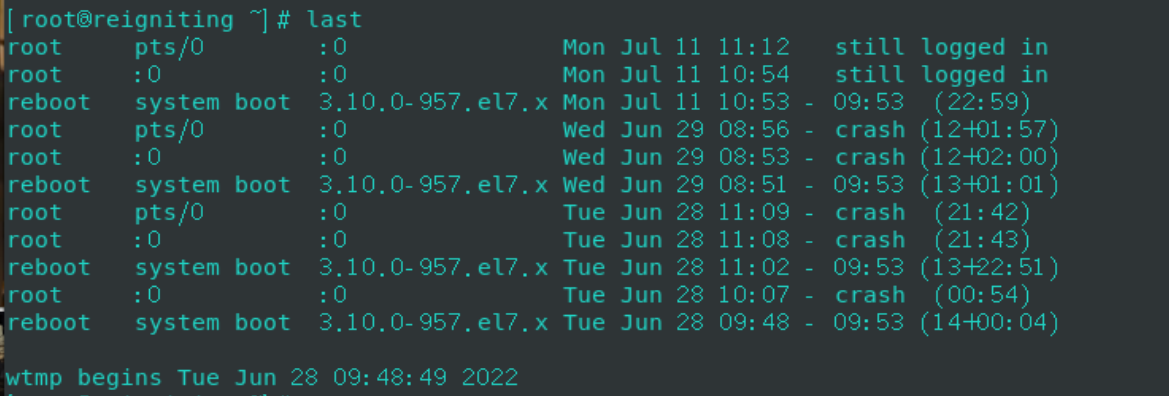 [root@reigniting ~]# last
root     pts/0        :0               Mon Jul 11 11:12   still logged in
root     :0           :0               Mon Jul 11 10:54   still logged in
reboot   system boot  3.10.0-957.el7.x Mon Jul 11 10:53 - 09:53  (22:59)
root     pts/0        :0               Wed Jun 29 08:56 - crash (12+01:57)
root     :0           :0               Wed Jun 29 08:53 - crash (12+02:00)
reboot   system boot  3.10.0-957.el7.x Wed Jun 29 08:51 - 09:53 (13+01:01)
root     pts/0        :0               Tue Jun 28 11:09 - crash  (21:42)
root     :0           :0               Tue Jun 28 11:08 - crash  (21:43)
reboot   system boot  3.10.0-957.el7.x Tue Jun 28 11:02 - 09:53 (13+22:51)
root     :0           :0               Tue Jun 28 10:07 - crash  (00:54)
reboot   system boot  3.10.0-957.el7.x Tue Jun 28 09:48 - 09:53 (14+00:04)
wtmp begins Tue Jun 28 09:48:49 2022